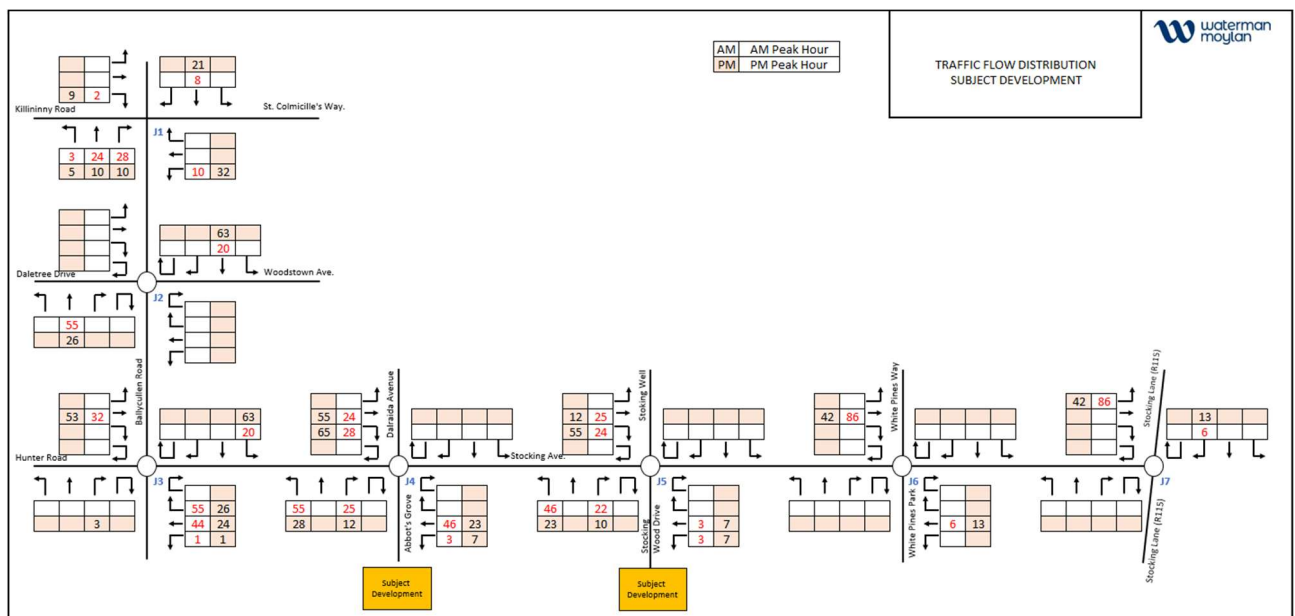 waterman
moylan
AM AM Peak Hour
PM PM Peak Hour
TRAFFIC FLOW DISTRIBUTION
SUBJECT DEVELOPMENT
21
8
9 2
Killininny Road
St. Colmicille's Way.
J1
3 24 28
5 10 10
10 32
63
20
Daletree Drive
Woodstown Ave.
J2
55
26
Ballycullen Road
53 32
63
20
Hunter Road
J3
3
55 26
44 24
1 1
Dalraida Avenue
55 24
65 28
Stocking Ave.
J4
55 25
28 12
Abbot's Grove
46 23
3 7
Subject
Development
Stoking Well
12 25
55 24
J5
46 22
23 10
Stocking
Wood Drive
3 7
3 7
Subject
Development
White Pines Way
42 86
J6
White Pines Park
6 13
Stocking Lane (R115)
42 86
13
6
J7
Stocking Lane (R115)